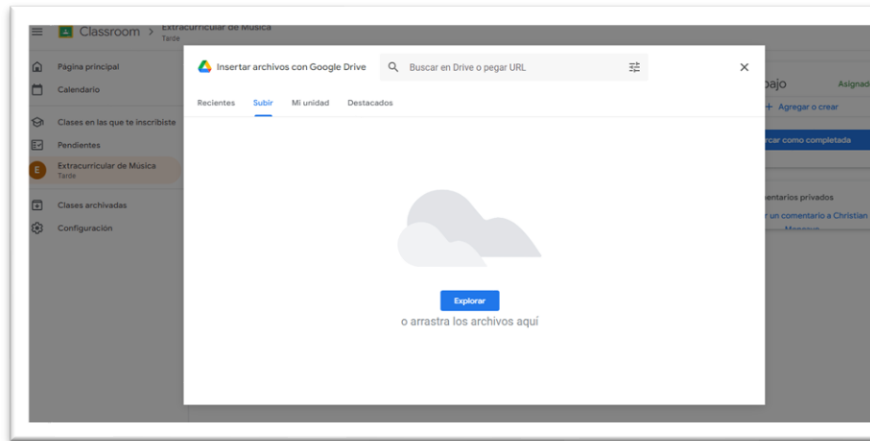 Classroom > Extracurricular de Música
Tarde
Página principal
Calendario
Clases en las que te inscribiste
Pendientes
E
Extracurricular de Música
Tarde
Clases archivadas
Configuración
Insertar archivos con Google Drive
Buscar en Drive o pegar URL
Recientes Subir Mi unidad Destacados
Explorar
o arrastra los archivos aquí
bajo Asignad
+ Agregar o crear
rcar como completada
entarios privados
r un comentario a Christian